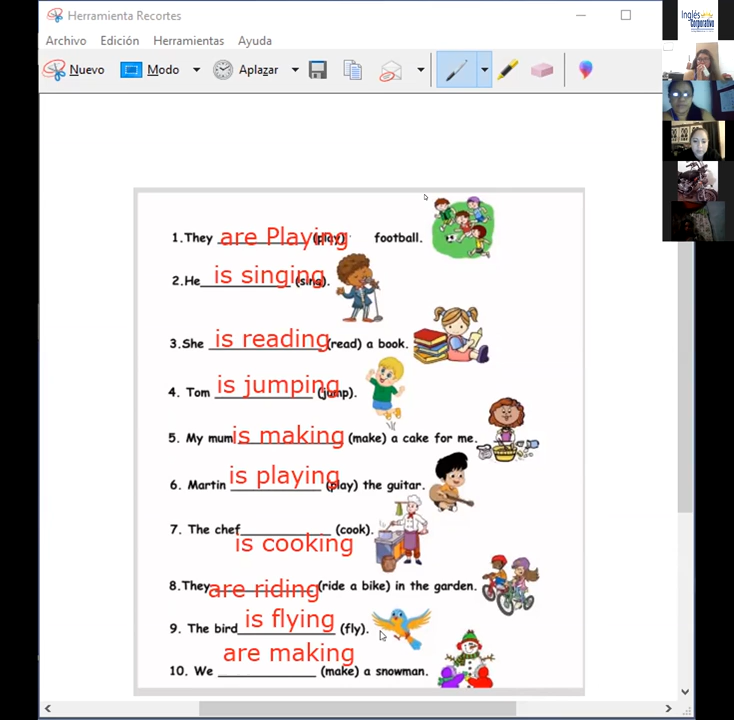 Herramienta Recortes
Archivo Edición Herramientas Ayuda
Nuevo Modo Aplazar
Inglés
Corporativo
1.They are Playing (play) football.
2.He is singing (sing).
3.She is reading (read) a book.
4. Tom is jumping (jump).
5. My mum is making (make) a cake for me.
6. Martin is playing (play) the guitar.
7. The chef (cook).
is cooking
8.They are riding (ride a bike) in the garden.
9. The bird is flying (fly).
are making
10. We (make) a snowman.